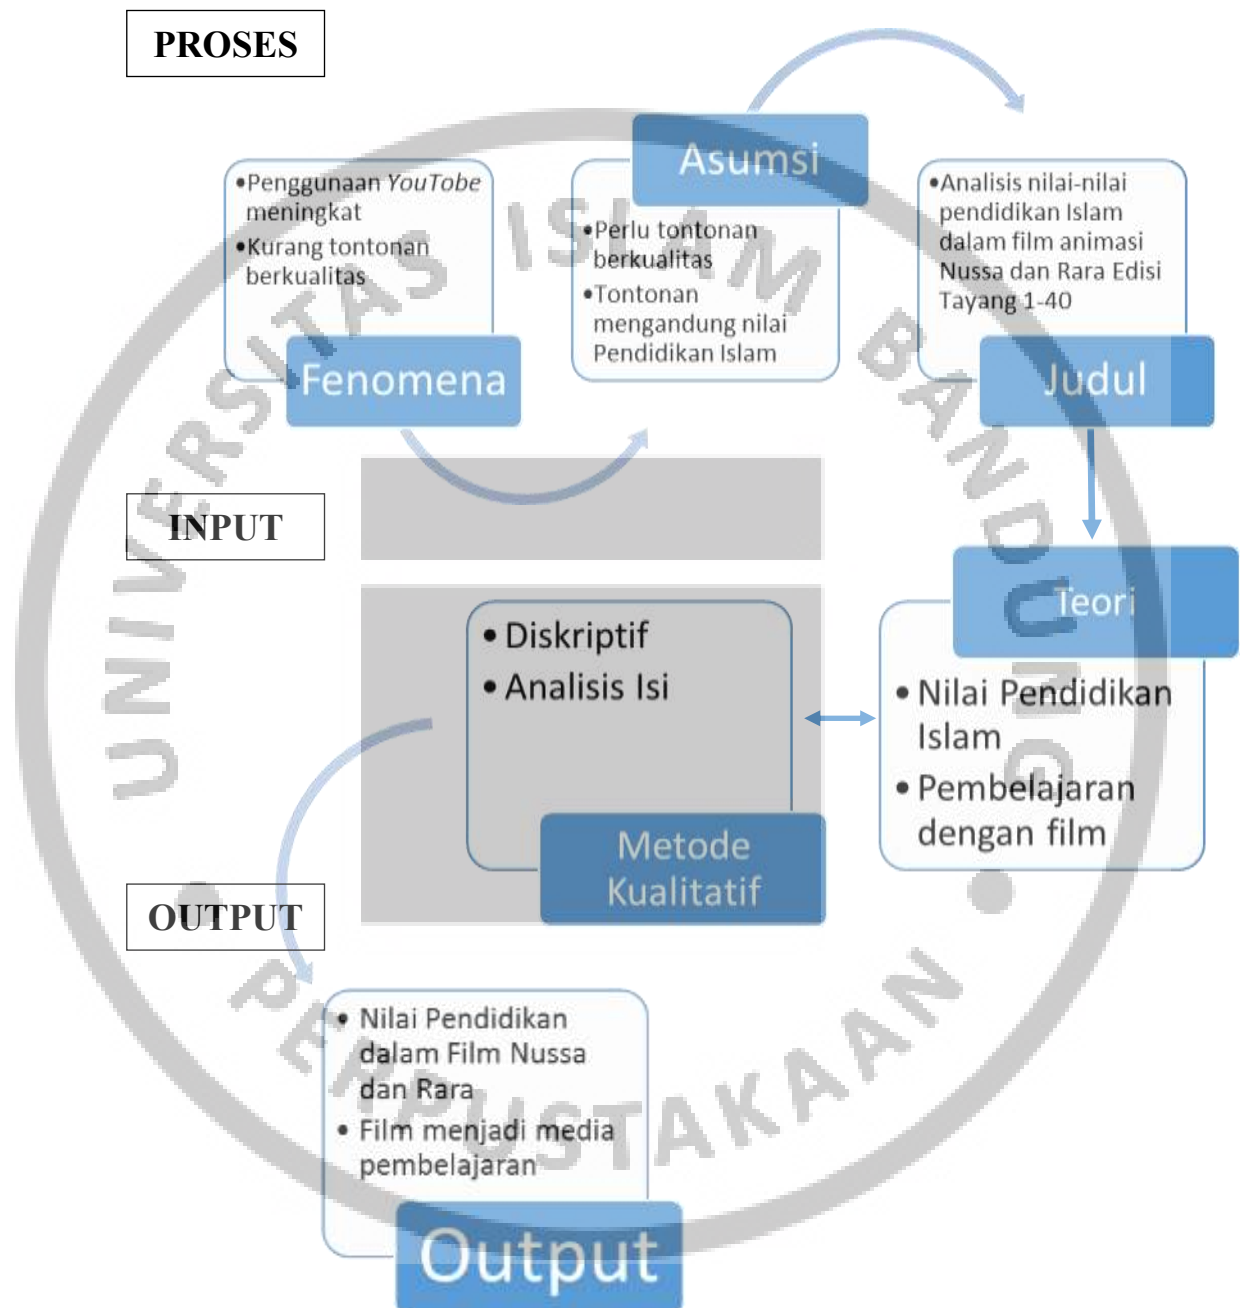 PROSES
•Penggunaan YouTobe
meningkat
•Kurang tontonan
berkualitas
Fenomena
Asumsi
•Perlu tontonan
berkualitas
•Tontonan
mengandung nilai
Pendidikan Islam
•Analisis nilai-nilai
pendidikan Islam
dalam film animasi
Nussa dan Rara Edisi
Tayang 1-40
Judul
INPUT
Teori
• Nilai Pendidikan
Islam
• Pembelajaran
dengan film
• Diskriptif
• Analisis Isi
Metode
Kualitatif
OUTPUT
• Nilai Pendidikan
dalam Film Nussa
dan Rara
• Film menjadi media
pembelajaran
Output
UNIVERSITAS ISLAM BANDUNG
• PERPUSTAKAAN •